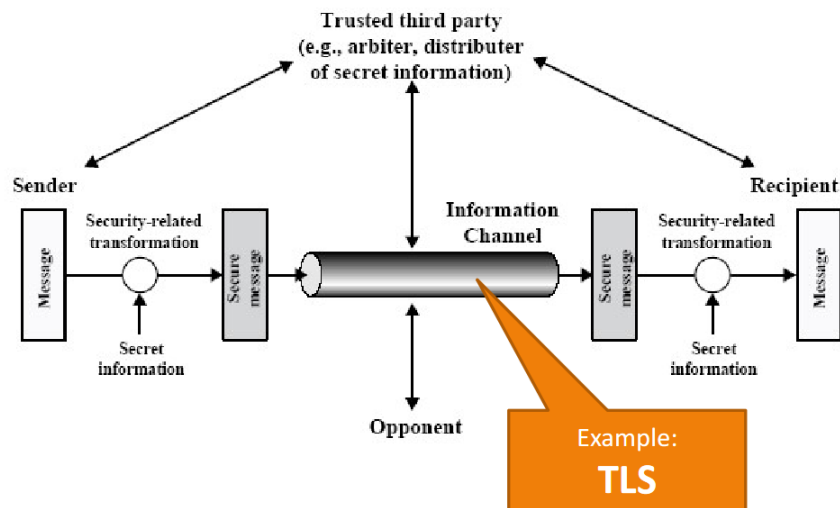 Trusted third party
(e.g., arbiter, distributer
of secret information)
Sender
Recipient
Information
Channel
Security-related
transformation
Security-related
transformation
Message
Secure
message
Secure
message
Message
Secret
information
Secret
information
Opponent
Example:
TLS